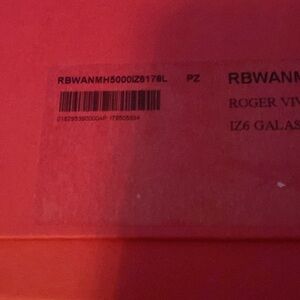 RBWANMH5000IZ6178L PZ RBWANM
ROGER VIV
IZ6 GALAS